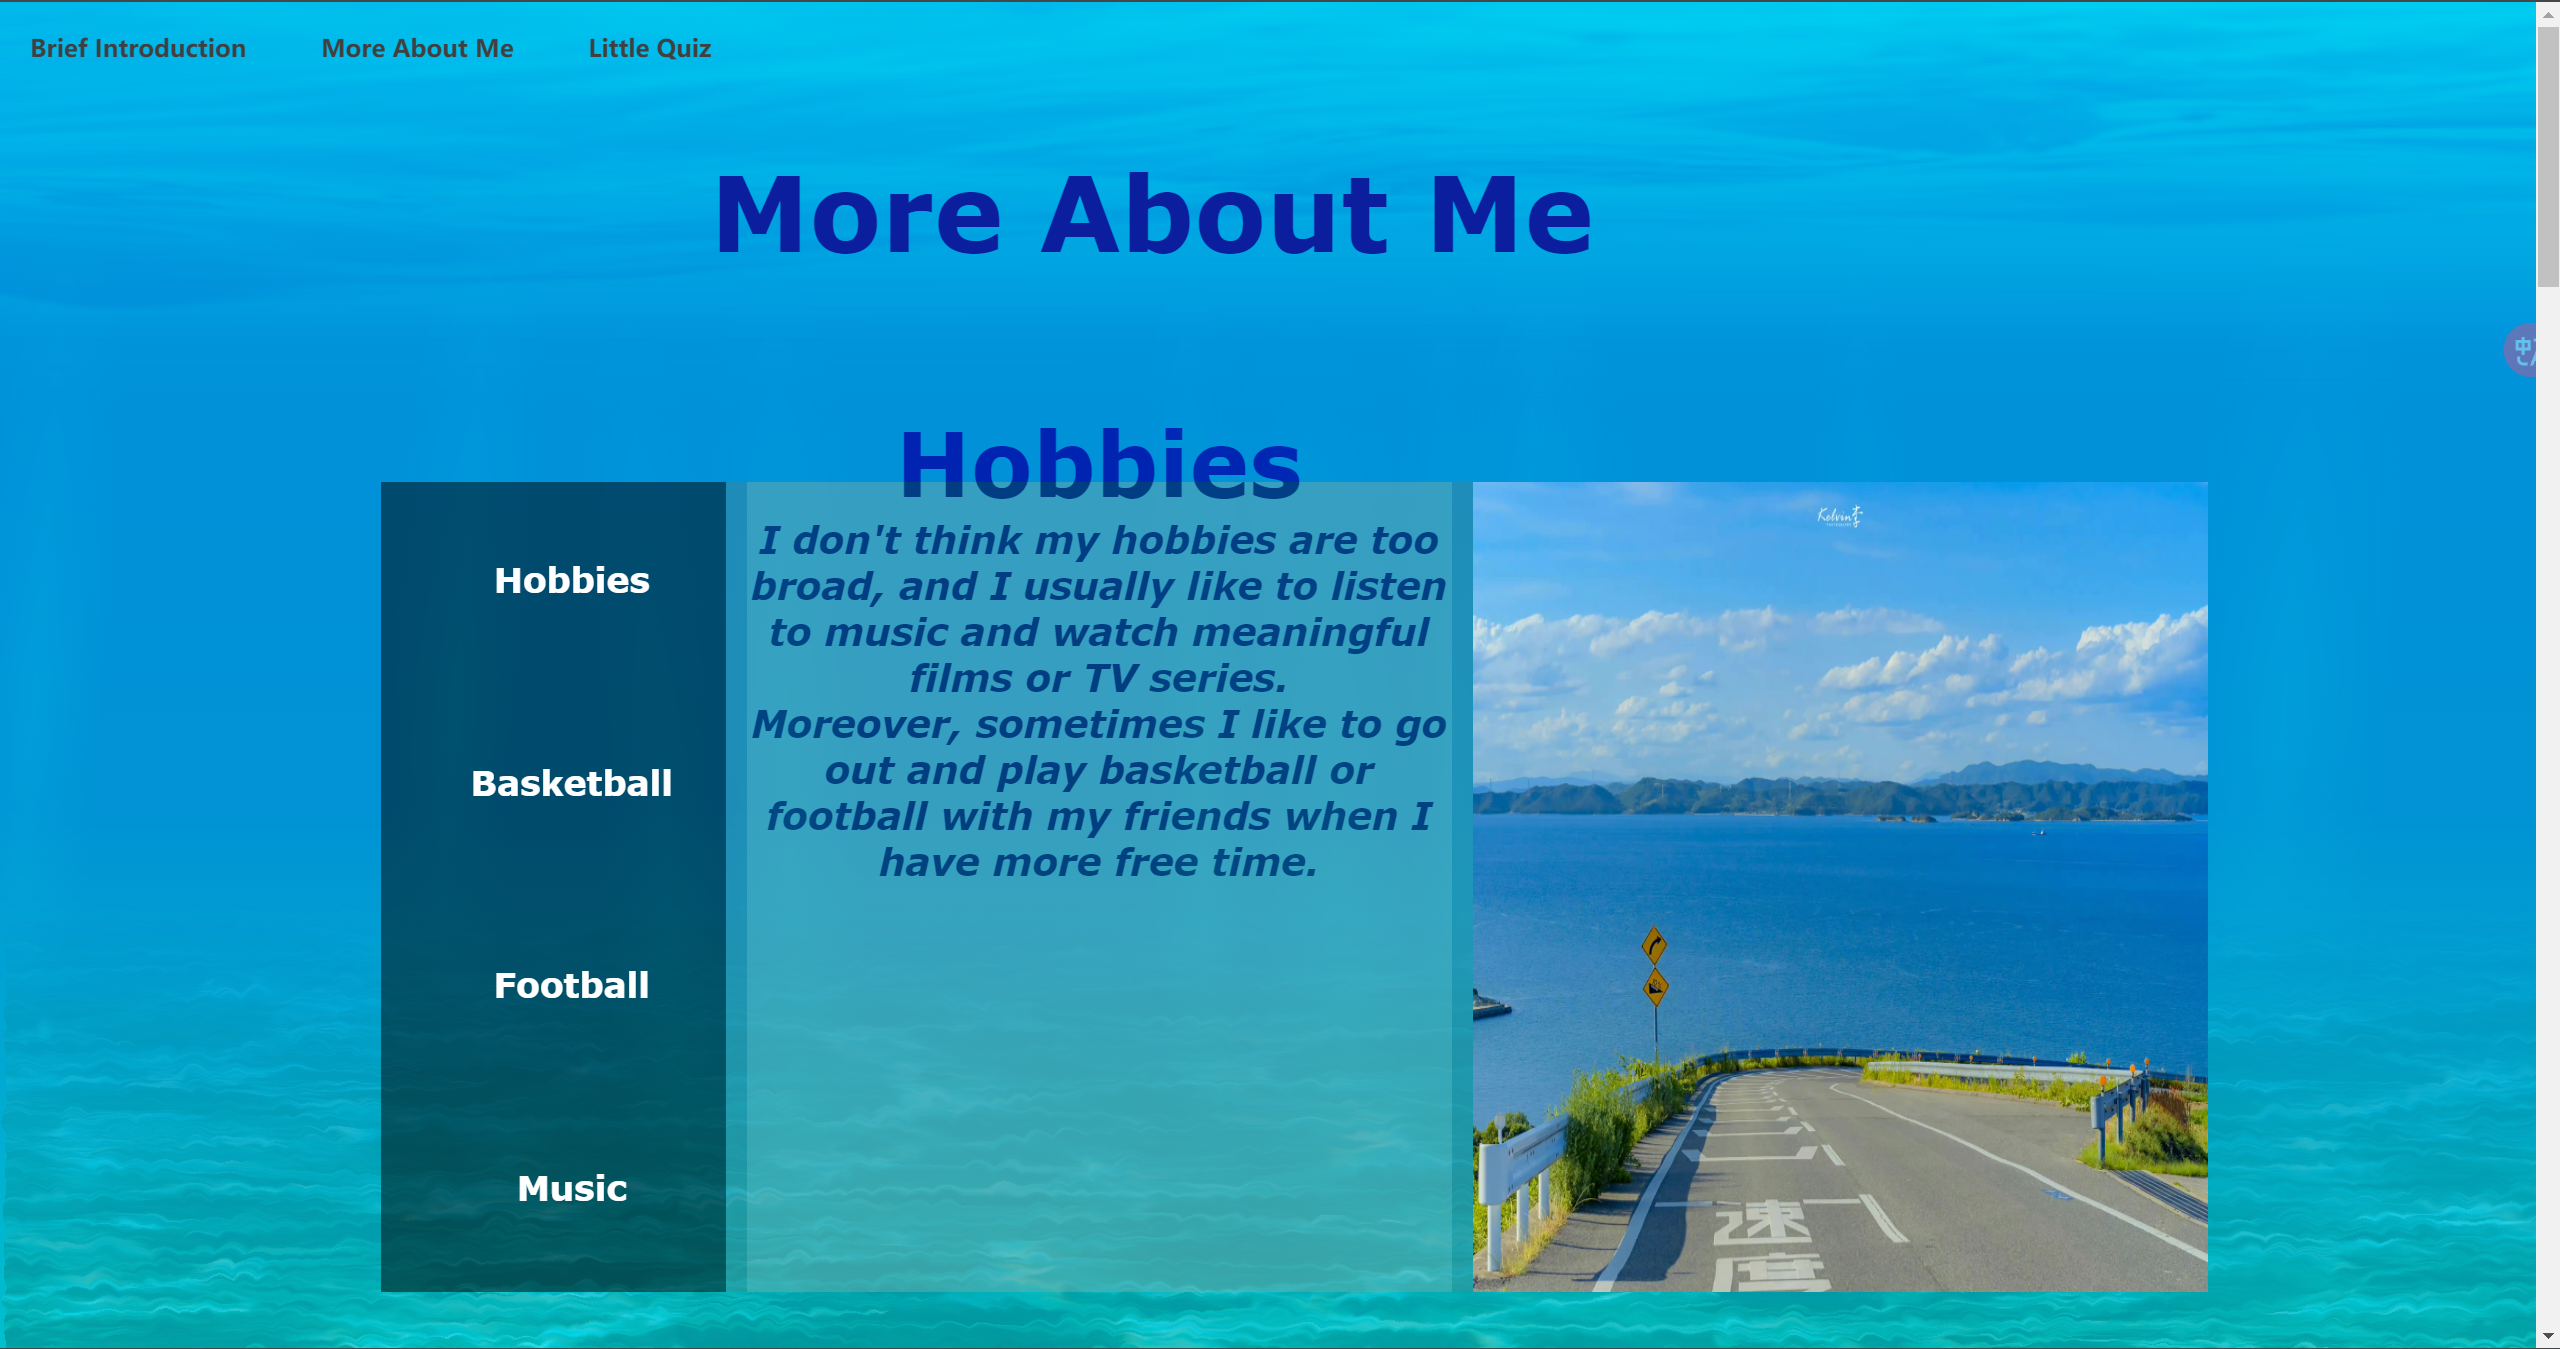 Brief Introduction
More About Me
Little Quiz
More About Me
Hobbies
Hobbies
Basketball
Football
Music
I don't think my hobbies are too
broad, and I usually like to listen
to music and watch meaningful
films or TV series.
Moreover, sometimes I like to go
out and play basketball or
football with my friends when I
have more free time.
Kelvin李
速度
中